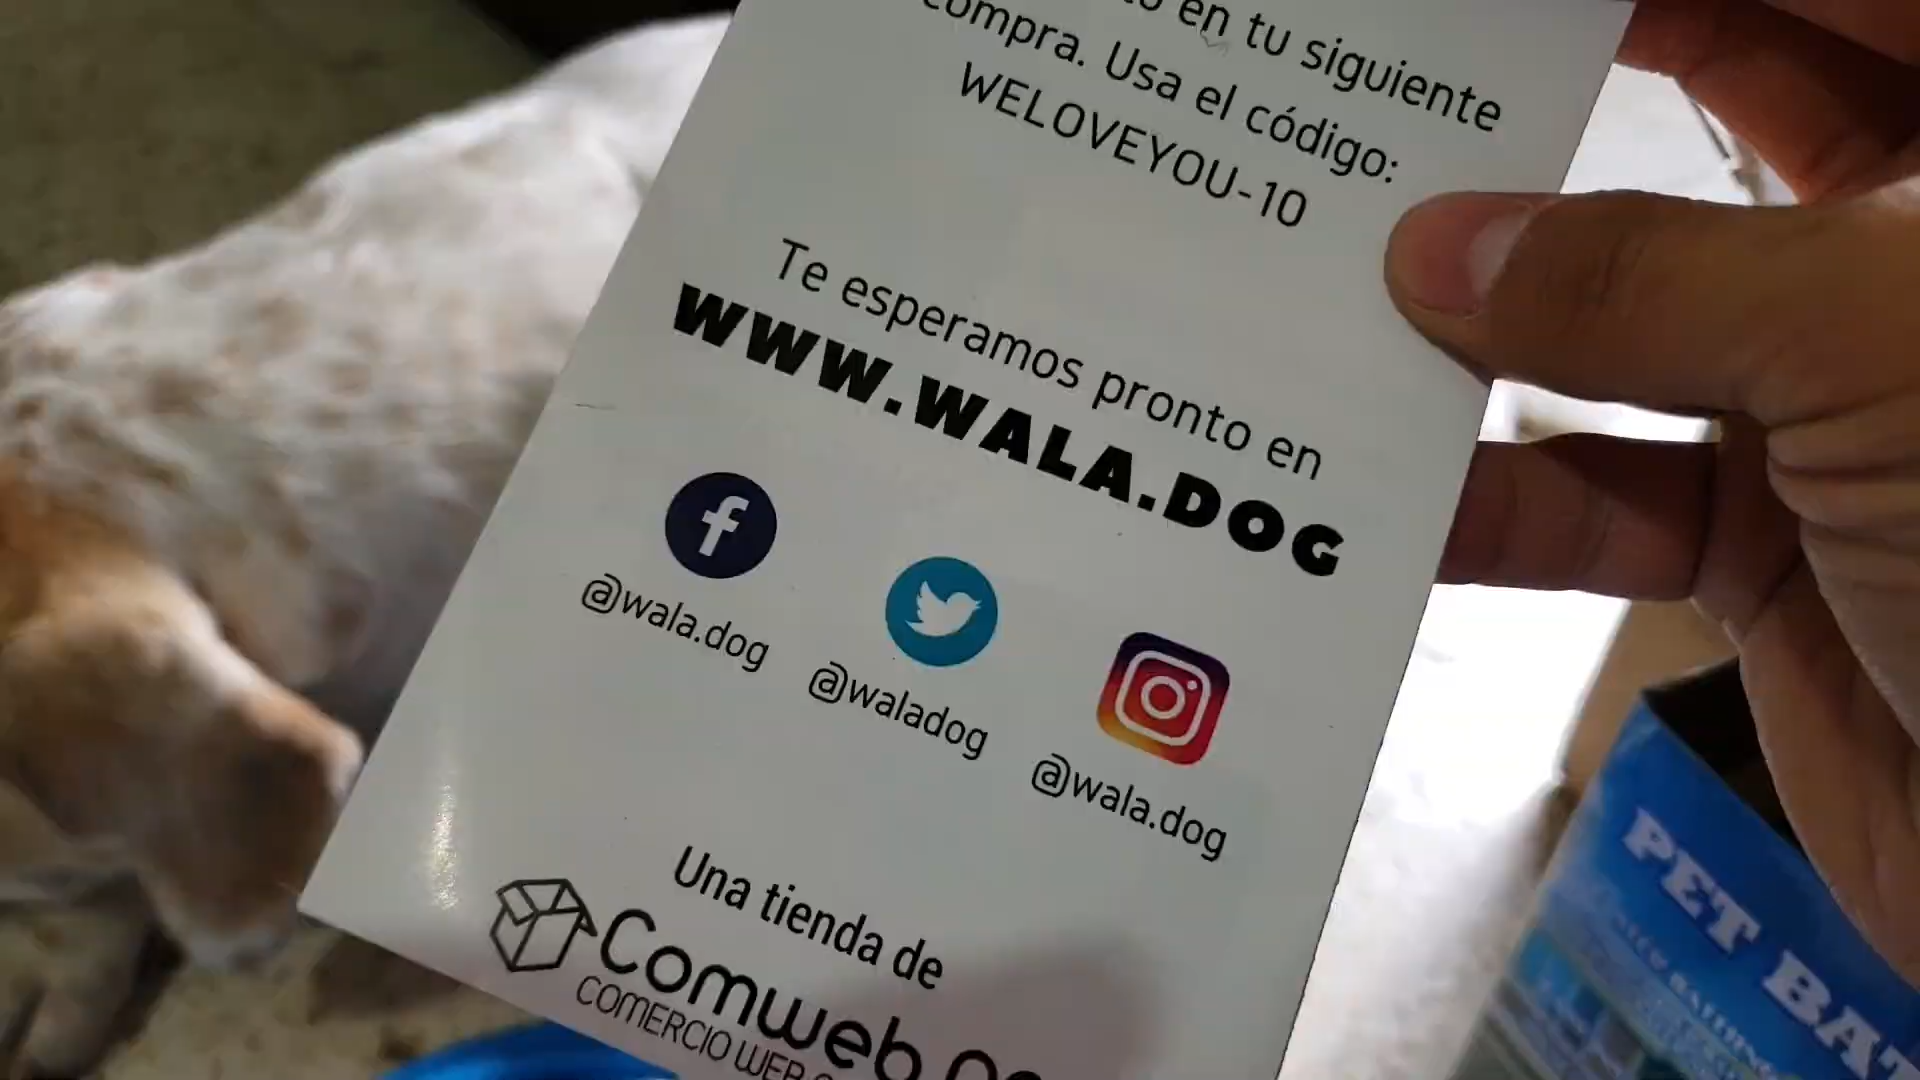 en tu siguiente
compra. Usa el código:
WELOVEYOU-10
Te esperamos pronto en
WWW.WALA.DOG
@wala.dog
@waladog
@wala.dog
Una tienda de
Comweb
COMERCIO WEB
PET